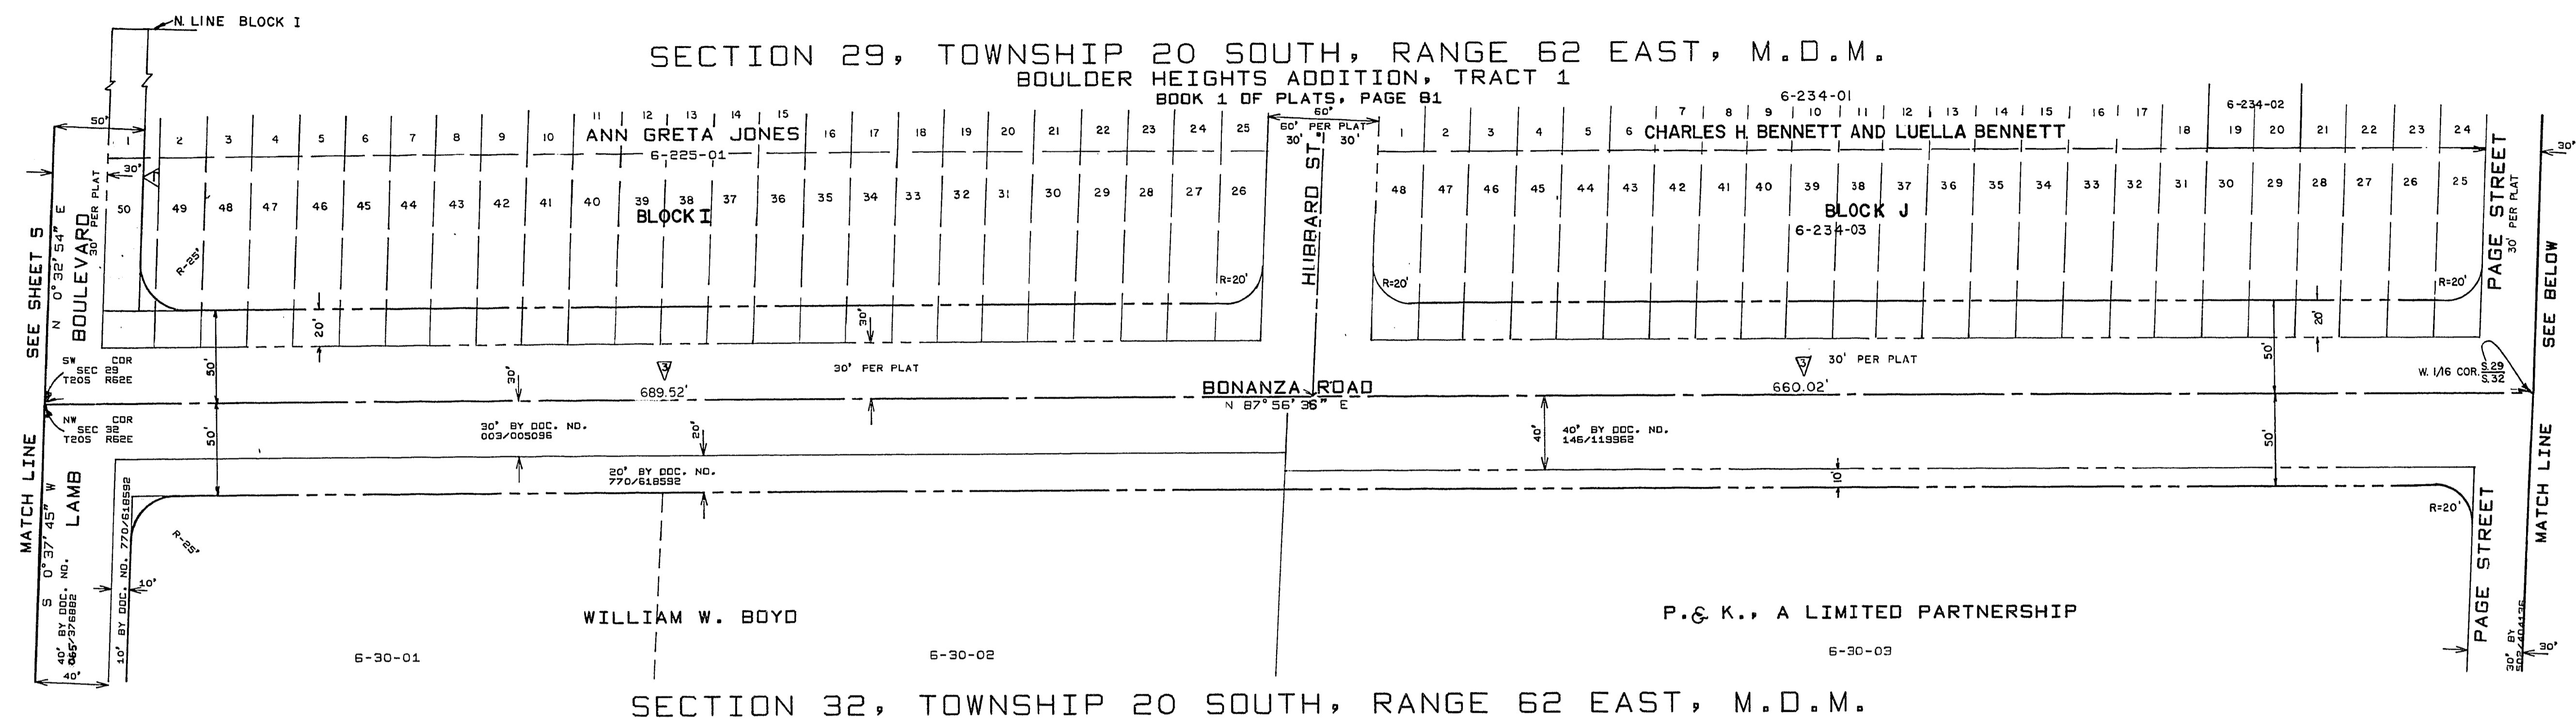 N. LINE BLOCK I
SECTION 29, TOWNSHIP 20 SOUTH, RANGE 62 EAST, M.D.M.
BOULDER HEIGHTS ADDITION, TRACT 1
BOOK 1 OF PLATS, PAGE 81
50'
60'
60' PER PLAT
30' 30'
6-234-01
6-234-02
1 2 3 4 5 6 7 8 9 10 11 12 13 14 15 16 17 18 19 20 21 22 23 24 25
ANN GRETA JONES
6-225-01
1 2 3 4 5 6 7 8 9 10 11 12 13 14 15 16 17 18 19 20 21 22 23 24
CHARLES H. BENNETT AND LUELLA BENNETT
30'
1
30'
50 49 48 47 46 45 44 43 42 41 40 39 38 37 36 35 34 33 32 31 30 29 28 27 26
BLOCK I
48 47 46 45 44 43 42 41 40 39 38 37 36 35 34 33 32 31 30 29 28 27 26 25
BLOCK J
6-234-03
HUBBARD ST.
PAGE STREET
30' PER PLAT
SEE BELOW
MATCH LINE
SEE SHEET 5
MATCH LINE
N 0°32'54" E
BOULEVARD
30' PER PLAT
R-25'
R=20'
R=20'
R=20'
20'
30'
20'
50'
50'
SW COR
SEC 29
T20S R62E
NW COR
SEC 32
T20S R62E
3
689.52'
30' PER PLAT
30'
BONANZA ROAD
N 87°56'36" E
3
30' PER PLAT
660.02'
W. 1/16 COR. S.29
S.32
50'
30' BY DOC. NO.
003/005096
20'
20' BY DOC. NO.
770/618592
40'
40' BY DOC. NO.
146/119962
10'
50'
S 0°37'45" W
LAMB
40' BY DOC. NO.
065/376882
10' BY DOC. NO. 770/618592
10'
R-25'
40'
R=20'
PAGE STREET
30' BY
502/404136
30'
WILLIAM W. BOYD
P. & K., A LIMITED PARTNERSHIP
6-30-01
6-30-02
6-30-03
SECTION 32, TOWNSHIP 20 SOUTH, RANGE 62 EAST, M.D.M.